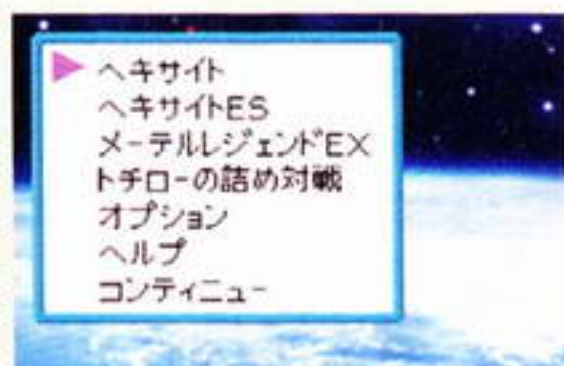 ヘキサイト
ヘキサイトES
メーテルレジェンドEX
トチローの詰め対戦
オプション
ヘルプ
コンティニュー